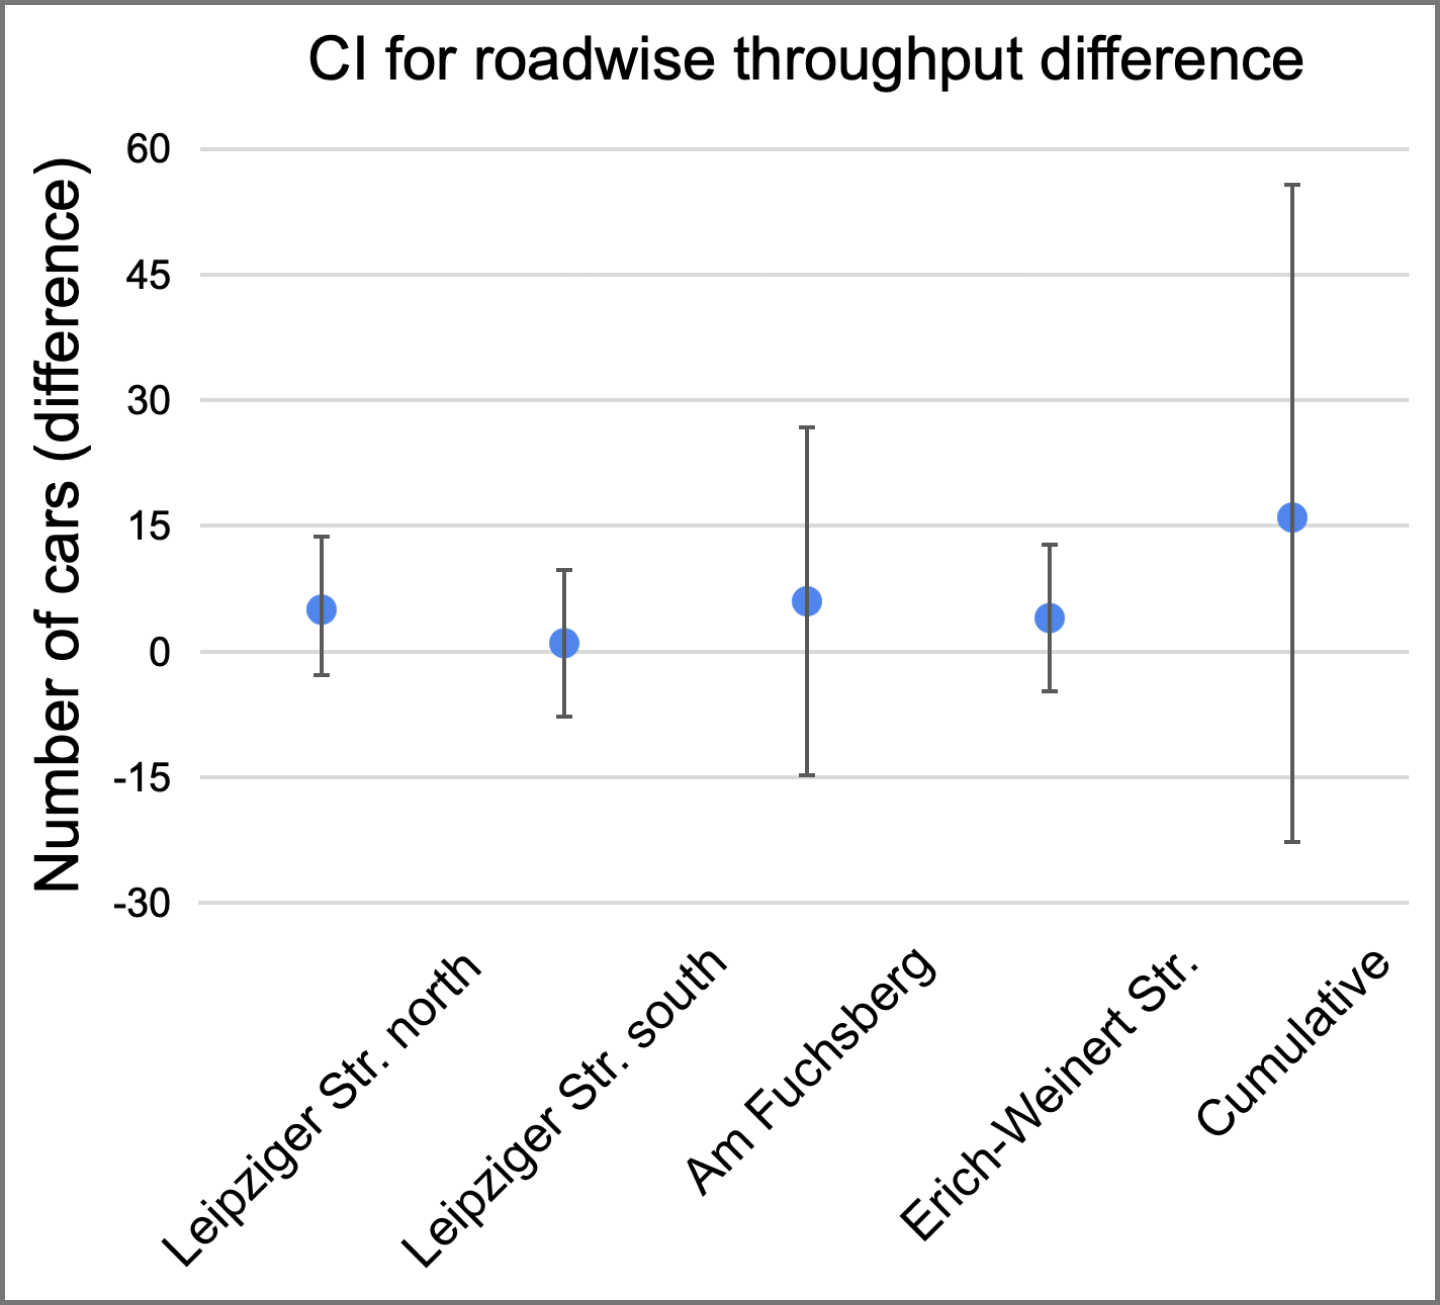 CI for roadwise throughput difference
Number of cars (difference)
60
45
30
15
0
-15
-30
Leipziger Str. north
Leipziger Str. south
Am Fuchsberg
Erich-Weinert Str.
Cumulative